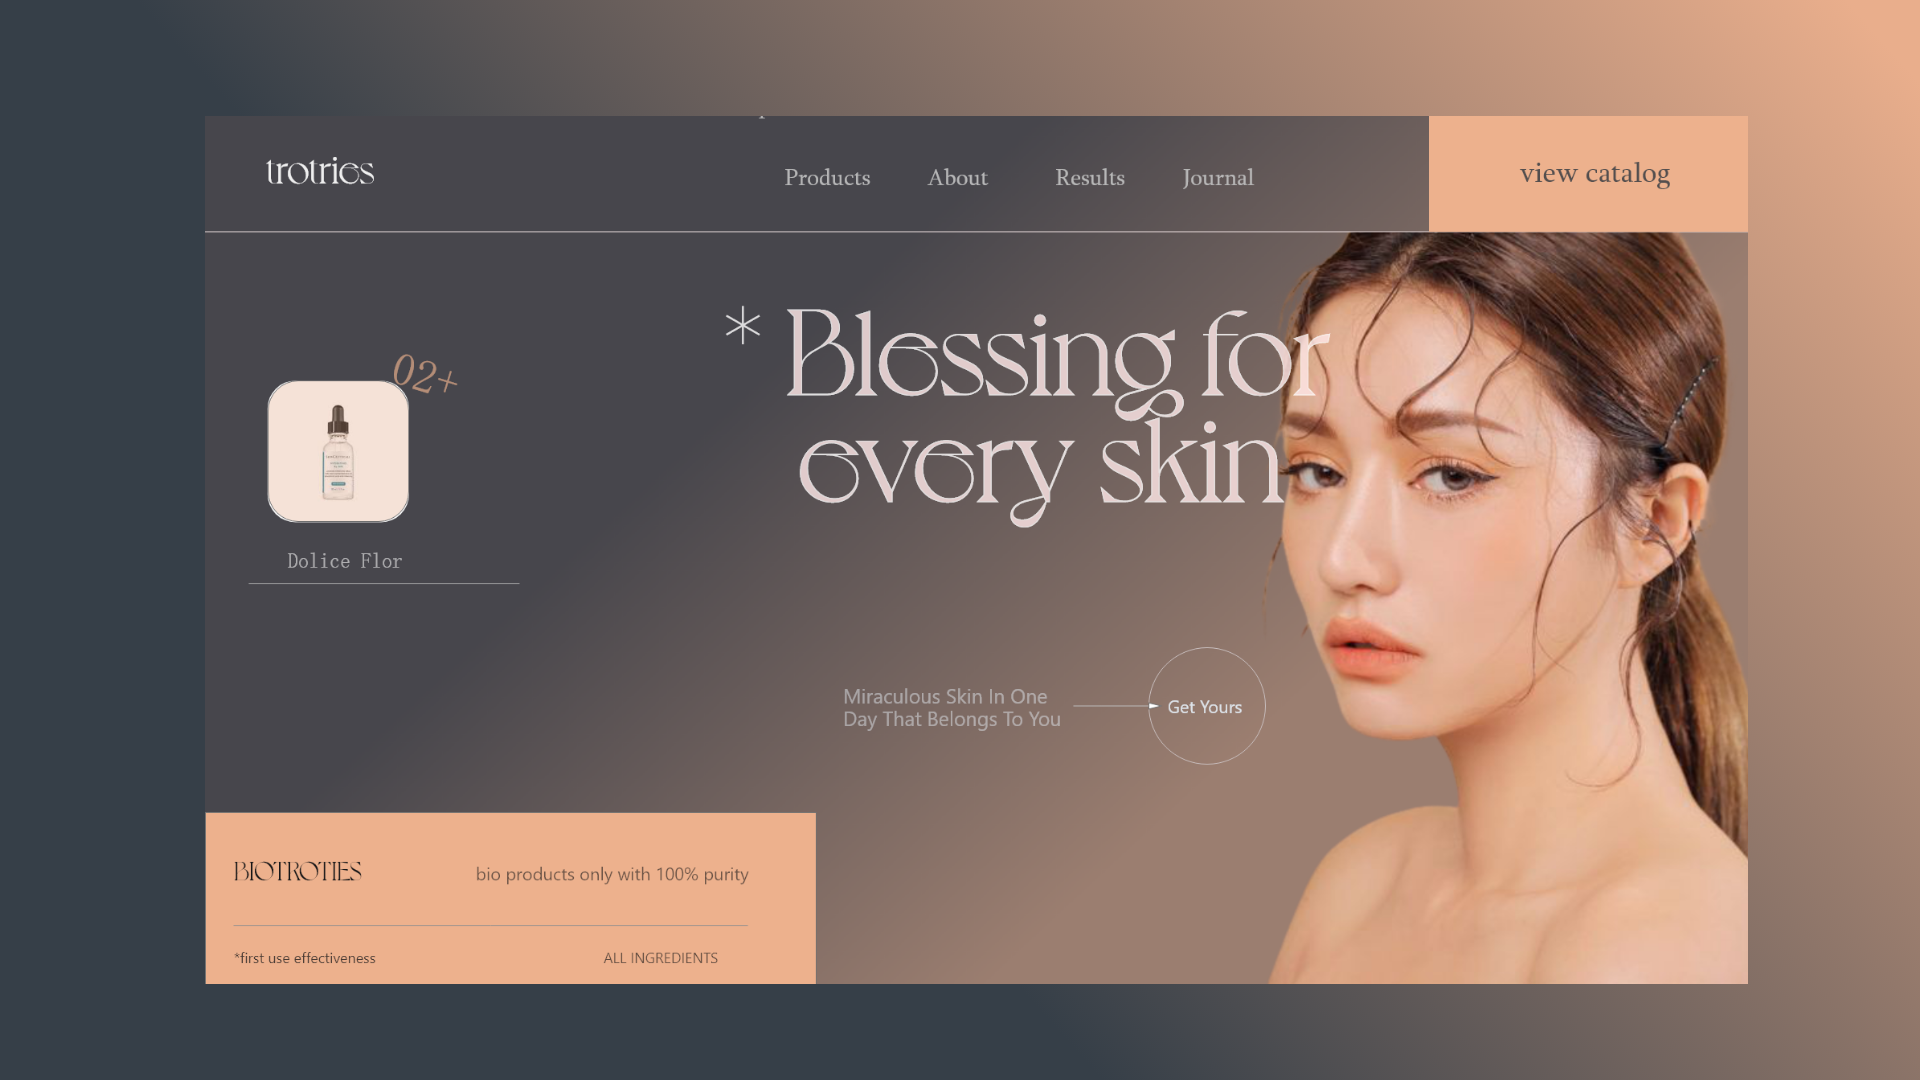 trotries
Products About Results Journal
view catalog
* Blessing for
every skin
02+
Dolice Flor
Miraculous Skin In One
Day That Belongs To You
Get Yours
BIOTROTIES
bio products only with 100% purity
*first use effectiveness
ALL INGREDIENTS